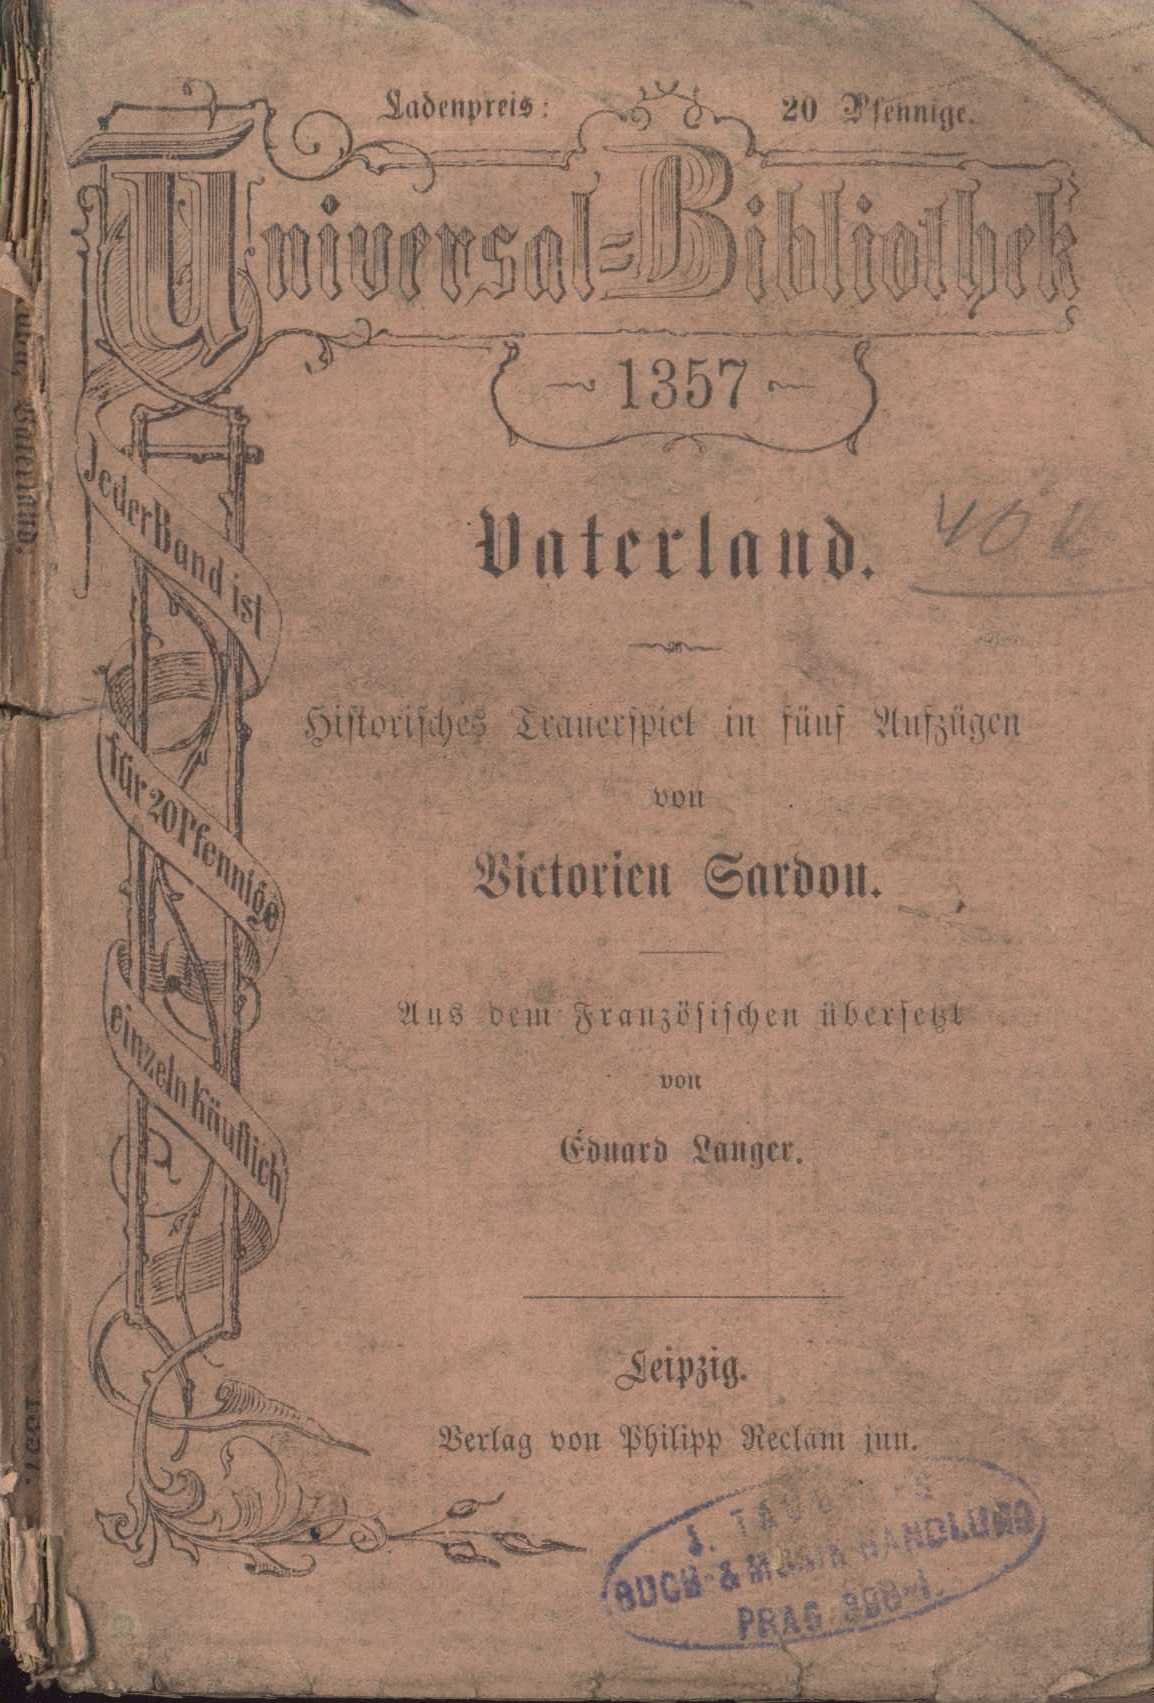 Ladenpreis: 20 Pfennige.
Universal-Bibliothek
1357
Jeder Band ist
für 20 Pfennige
einzeln käuflich
Vaterland.
40 k
Historisches Trauerspiel in fünf Aufzügen
von
Victorien Sardou.
Aus dem Französischen übersetzt
von
Eduard Langer.
Leipzig.
Verlag von Philipp Reclam jun.
BUCH- & MUSIK HANDLUNG
PRAG 998-I.